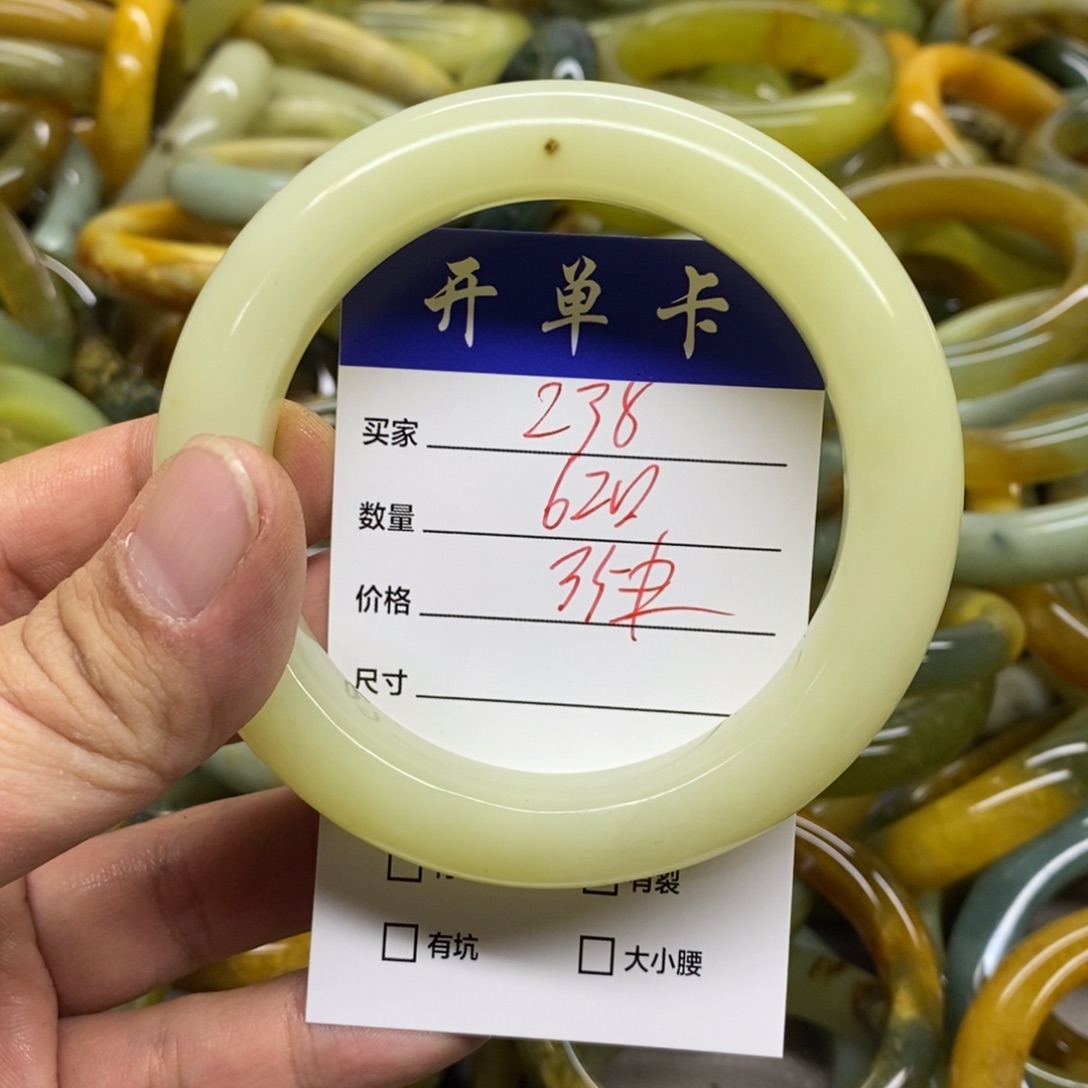 开单卡
买家 238
数量
价格
尺寸
有裂
有坑 大小腰